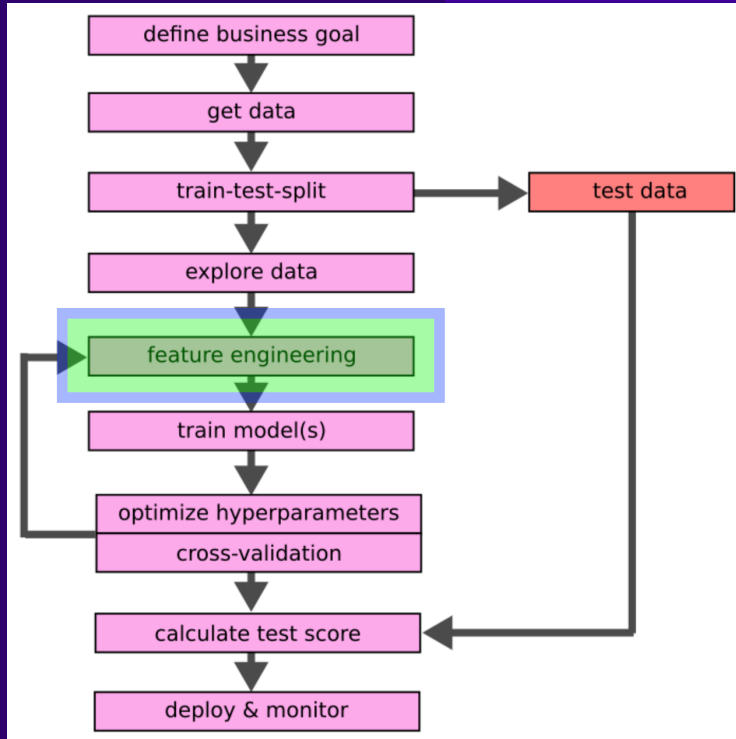 define business goal
get data
train-test-split
test data
explore data
feature engineering
train model(s)
optimize hyperparameters
cross-validation
calculate test score
deploy & monitor